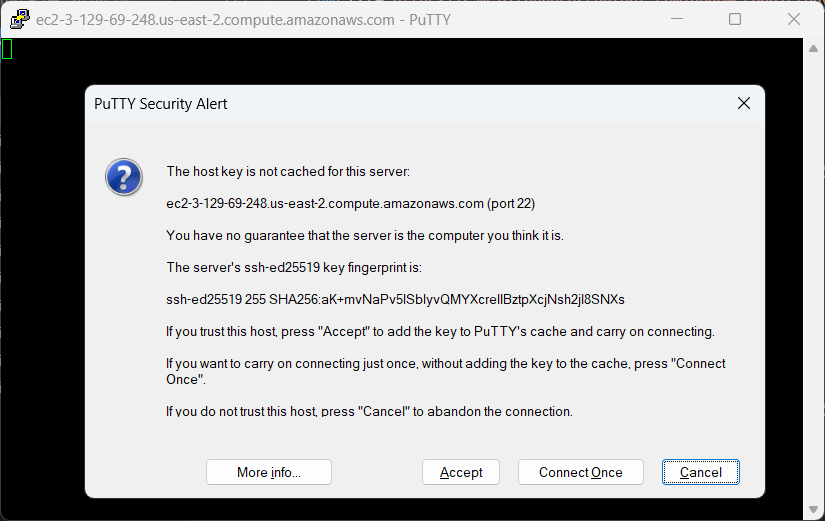 ec2-3-129-69-248.us-east-2.compute.amazonaws.com - PuTTY
PuTTY Security Alert
The host key is not cached for this server:
ec2-3-129-69-248.us-east-2.compute.amazonaws.com (port 22)
You have no guarantee that the server is the computer you think it is.
The server's ssh-ed25519 key fingerprint is:
ssh-ed25519 255 SHA256:aK+mvNaPv5lSblyvQMYXcrellBztpXcjNsh2jl8SNXs
If you trust this host, press "Accept" to add the key to PuTTY's cache and carry on connecting.
If you want to carry on connecting just once, without adding the key to the cache, press "Connect
Once".
If you do not trust this host, press "Cancel" to abandon the connection.
More info...
Accept
Connect Once
Cancel